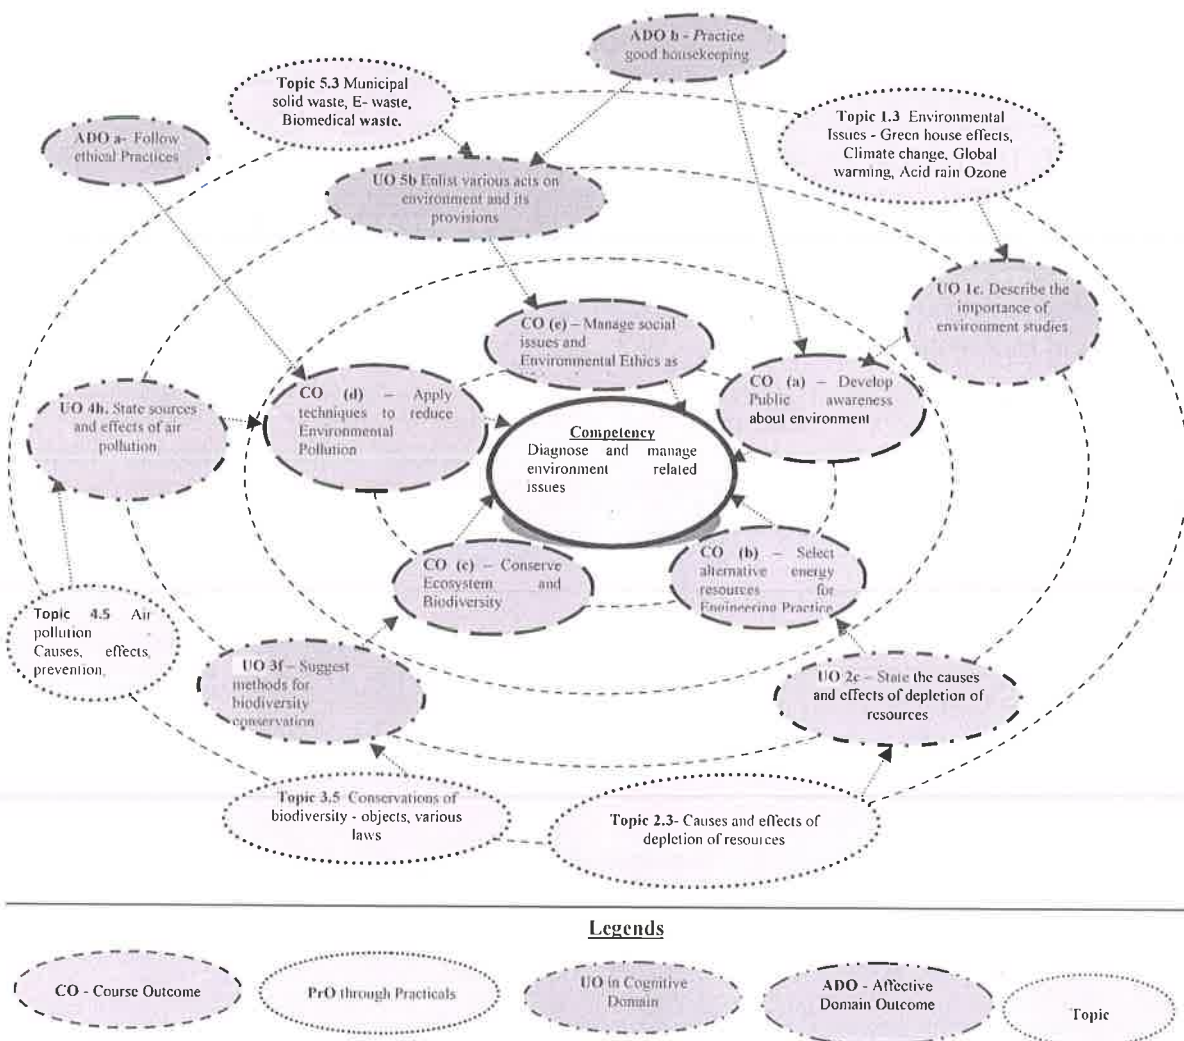 ADO b - Practice
good housekeeping
Topic 5.3 Municipal
solid waste, E- waste,
Biomedical waste.
Topic 1.3 Environmental
Issues - Green house effects,
Climate change, Global
warming, Acid rain Ozone
ADO a- Follow
ethical Practices
UO 5b Enlist various acts on
environment and its
provisions
UO 1c. Describe the
importance of
environment studies
CO (e) – Manage social
issues and
Environmental Ethics as
CO (d) – Apply
techniques to reduce
Environmental
Pollution
CO (a) – Develop
Public awareness
about environment
UO 4b. State sources
and effects of air
pollution
Competency
Diagnose and manage
environment related
issues
CO (c) – Conserve
Ecosystem and
Biodiversity
CO (b) – Select
alternative energy
resources for
Engineering Practice
Topic 4.5 Air
pollution
Causes, effects,
prevention,
UO 3f – Suggest
methods for
biodiversity
conservation
UO 2c – State the causes
and effects of depletion of
resources
Topic 3.5 Conservations of
biodiversity - objects, various
laws
Topic 2.3- Causes and effects of
depletion of resources
Legends
CO - Course Outcome
PrO through Practicals
UO in Cognitive
Domain
ADO - Affective
Domain Outcome
Topic